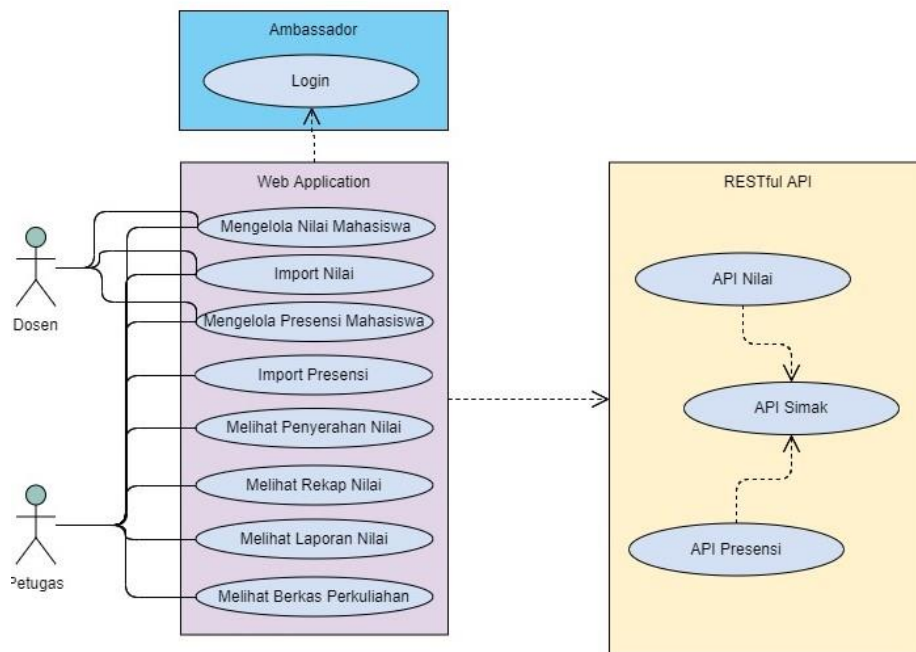 Ambassador
Login
Web Application
RESTful API
Mengelola Nilai Mahasiswa
Import Nilai
Mengelola Presensi Mahasiswa
Import Presensi
Melihat Penyerahan Nilai
Melihat Rekap Nilai
Melihat Laporan Nilai
Melihat Berkas Perkuliahan
Dosen
Petugas
API Nilai
API Simak
API Presensi